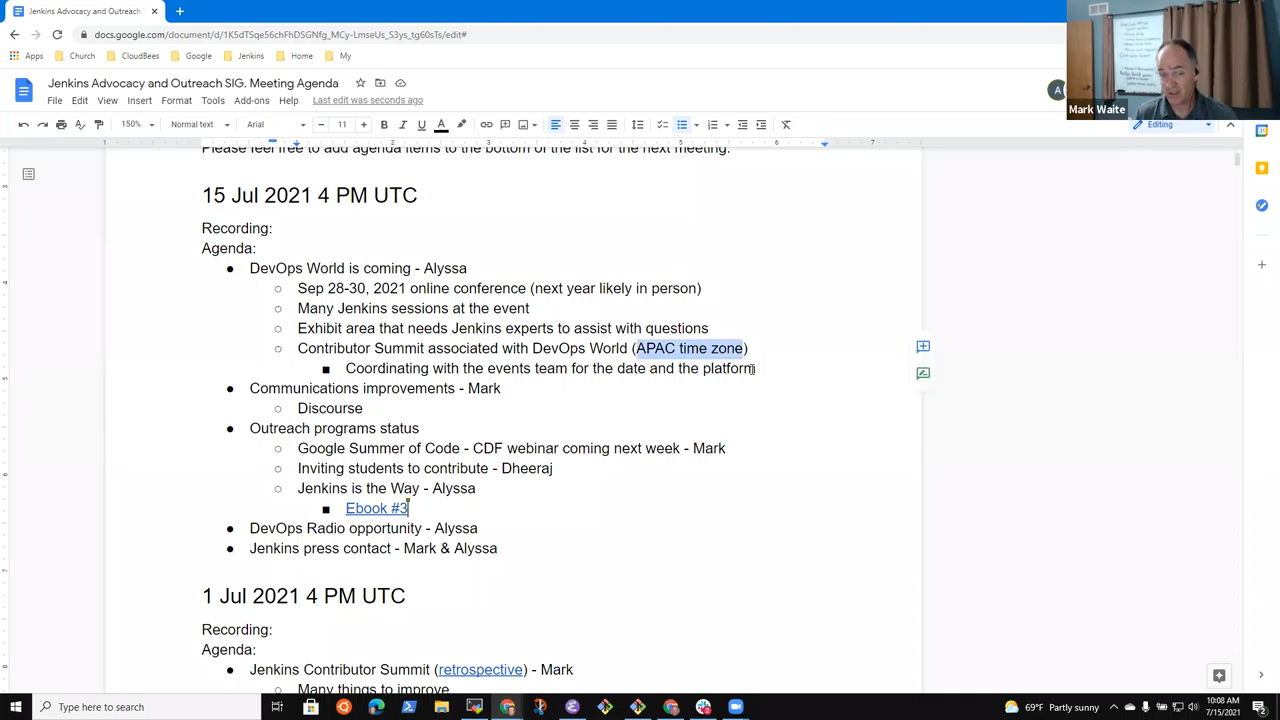 Jenkins Advocacy and Outreach
docs.google.com/document/d/1K5dTSqe56chFhDSGNfg_MCy-LmseUs_S3ys_tg3tTmc/edit#
Apps Church CloudBees Google Jenkins Home My
Jenkins Advocacy and Outreach SIG. Meeting Agenda
File Edit View Insert Format Tools Add-ons Help Last edit was seconds ago
A
Mark Waite
150% Normal text Arial 11 Editing
1 2 3 4 5 6 7
Please feel free to add agenda items to the bottom of the list for the next meeting.
15 Jul 2021 4 PM UTC
Recording:
Agenda:
● DevOps World is coming - Alyssa
○ Sep 28-30, 2021 online conference (next year likely in person)
○ Many Jenkins sessions at the event
○ Exhibit area that needs Jenkins experts to assist with questions
○ Contributor Summit associated with DevOps World (APAC time zone)
■ Coordinating with the events team for the date and the platform
● Communications improvements - Mark
○ Discourse
● Outreach programs status
○ Google Summer of Code - CDF webinar coming next week - Mark
○ Inviting students to contribute - Dheeraj
○ Jenkins is the Way - Alyssa
■ Ebook #3
● DevOps Radio opportunity - Alyssa
● Jenkins press contact - Mark & Alyssa
1 Jul 2021 4 PM UTC
Recording:
Agenda:
● Jenkins Contributor Summit (retrospective) - Mark
○ Many things to improve
Type here to search
69°F Partly sunny
10:08 AM
7/15/2021
2